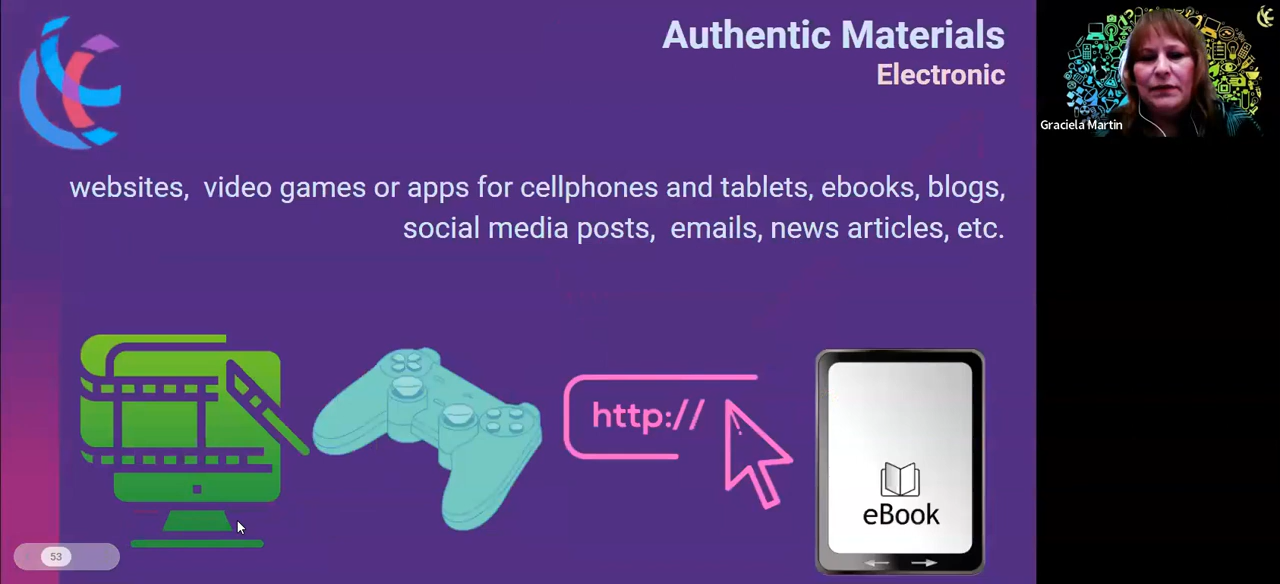 Authentic Materials
Electronic
Graciela Martin
websites, video games or apps for cellphones and tablets, ebooks, blogs,
social media posts, emails, news articles, etc.
http://
eBook
53